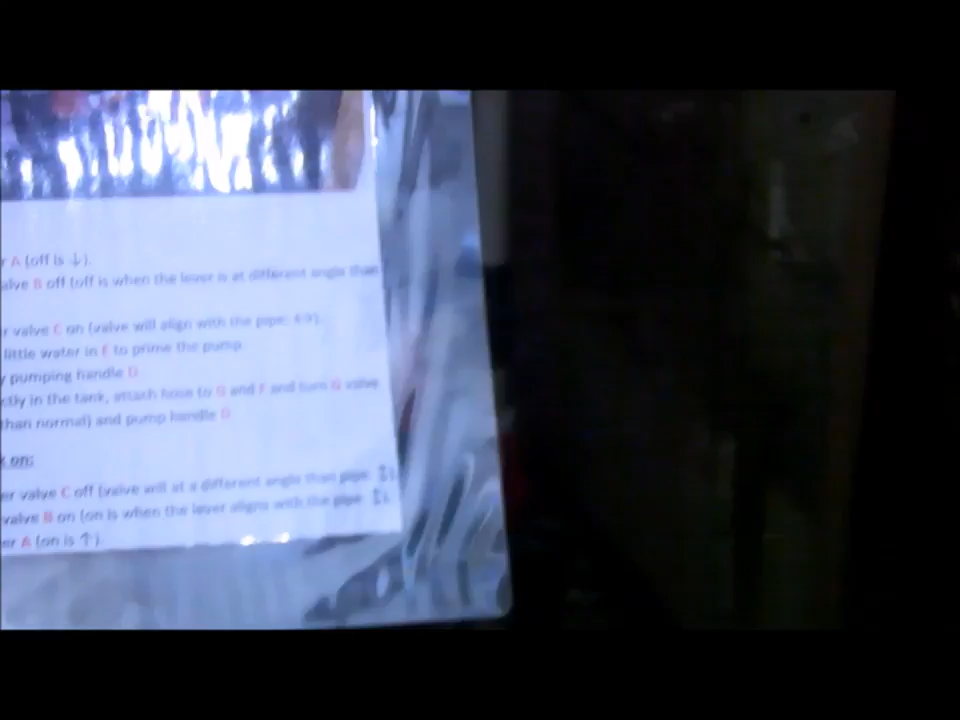 r A (off is ↓).
alve B off (off is when the lever is at different angle than
r valve C on (valve will align with the pipe:
little water in E to prime the pump.
y pumping handle D
ctly in the tank, attach hose to G and F and turn G valve
than normal) and pump handle D
k on:
er valve C off (valve will at a different angle than pipe
valve B on (on is when the lever aligns with the pipe
er A (on is ↑).